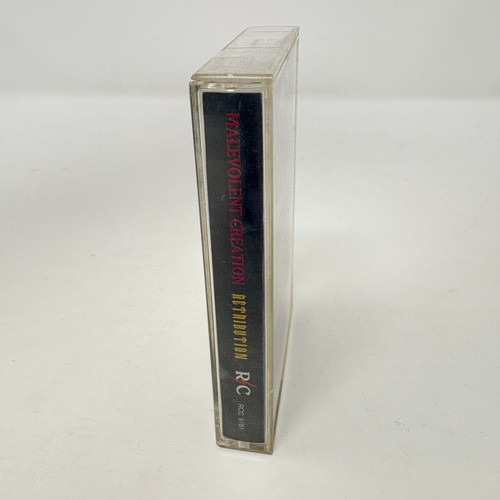 MALEVOLENT CREATION RETRIBUTION R/C RCC 9181